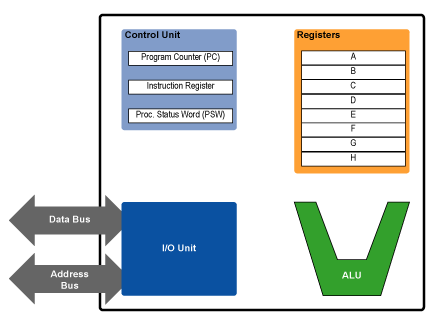 Control Unit
Program Counter (PC)
Instruction Register
Proc. Status Word (PSW)
Registers
A
B
C
D
E
F
G
H
Data Bus
Address
Bus
I/O Unit
ALU